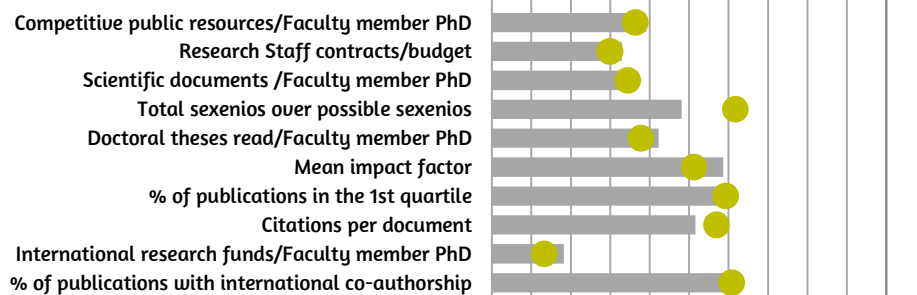 Competitive public resources/Faculty member PhD
Research Staff contracts/budget
Scientific documents /Faculty member PhD
Total sexenios over possible sexenios
Doctoral theses read/Faculty member PhD
Mean impact factor
% of publications in the 1st quartile
Citations per document
International research funds/Faculty member PhD
% of publications with international co-authorship